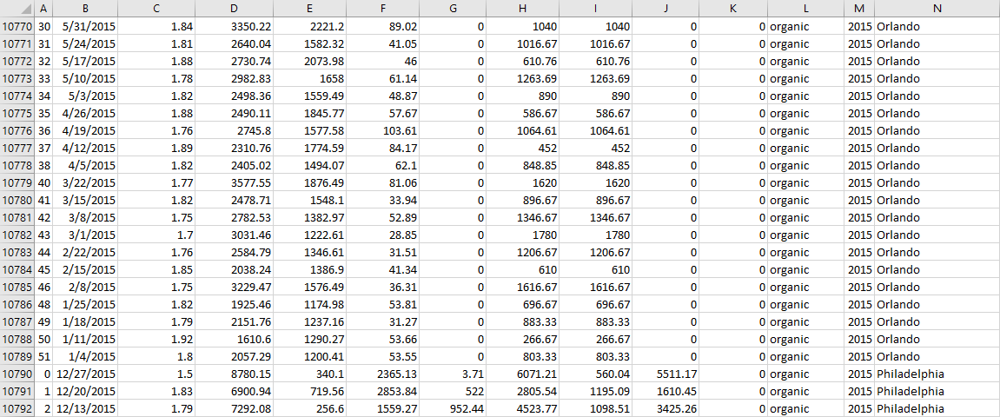 A B C D E F G H I J K L M N
10770 30 5/31/2015 1.84 3350.22 2221.2 89.02 0 1040 1040 0 0 organic 2015 Orlando
10771 31 5/24/2015 1.81 2640.04 1582.32 41.05 0 1016.67 1016.67 0 0 organic 2015 Orlando
10772 32 5/17/2015 1.88 2730.74 2073.98 46 0 610.76 610.76 0 0 organic 2015 Orlando
10773 33 5/10/2015 1.78 2982.83 1658 61.14 0 1263.69 1263.69 0 0 organic 2015 Orlando
10774 34 5/3/2015 1.82 2498.36 1559.49 48.87 0 890 890 0 0 organic 2015 Orlando
10775 35 4/26/2015 1.88 2490.11 1845.77 57.67 0 586.67 586.67 0 0 organic 2015 Orlando
10776 36 4/19/2015 1.76 2745.8 1577.58 103.61 0 1064.61 1064.61 0 0 organic 2015 Orlando
10777 37 4/12/2015 1.89 2310.76 1774.59 84.17 0 452 452 0 0 organic 2015 Orlando
10778 38 4/5/2015 1.82 2405.02 1494.07 62.1 0 848.85 848.85 0 0 organic 2015 Orlando
10779 40 3/22/2015 1.77 3577.55 1876.49 81.06 0 1620 1620 0 0 organic 2015 Orlando
10780 41 3/15/2015 1.82 2478.71 1548.1 33.94 0 896.67 896.67 0 0 organic 2015 Orlando
10781 42 3/8/2015 1.75 2782.53 1382.97 52.89 0 1346.67 1346.67 0 0 organic 2015 Orlando
10782 43 3/1/2015 1.7 3031.46 1222.61 28.85 0 1780 1780 0 0 organic 2015 Orlando
10783 44 2/22/2015 1.76 2584.79 1346.61 31.51 0 1206.67 1206.67 0 0 organic 2015 Orlando
10784 45 2/15/2015 1.85 2038.24 1386.9 41.34 0 610 610 0 0 organic 2015 Orlando
10785 46 2/8/2015 1.75 3229.47 1576.49 36.31 0 1616.67 1616.67 0 0 organic 2015 Orlando
10786 48 1/25/2015 1.82 1925.46 1174.98 53.81 0 696.67 696.67 0 0 organic 2015 Orlando
10787 49 1/18/2015 1.79 2151.76 1237.16 31.27 0 883.33 883.33 0 0 organic 2015 Orlando
10788 50 1/11/2015 1.92 1610.6 1290.27 53.66 0 266.67 266.67 0 0 organic 2015 Orlando
10789 51 1/4/2015 1.8 2057.29 1200.41 53.55 0 803.33 803.33 0 0 organic 2015 Orlando
10790 0 12/27/2015 1.5 8780.15 340.1 2365.13 3.71 6071.21 560.04 5511.17 0 organic 2015 Philadelphia
10791 1 12/20/2015 1.83 6900.94 719.56 2853.84 522 2805.54 1195.09 1610.45 0 organic 2015 Philadelphia
10792 2 12/13/2015 1.79 7292.08 256.6 1559.27 952.44 4523.77 1098.51 3425.26 0 organic 2015 Philadelphia